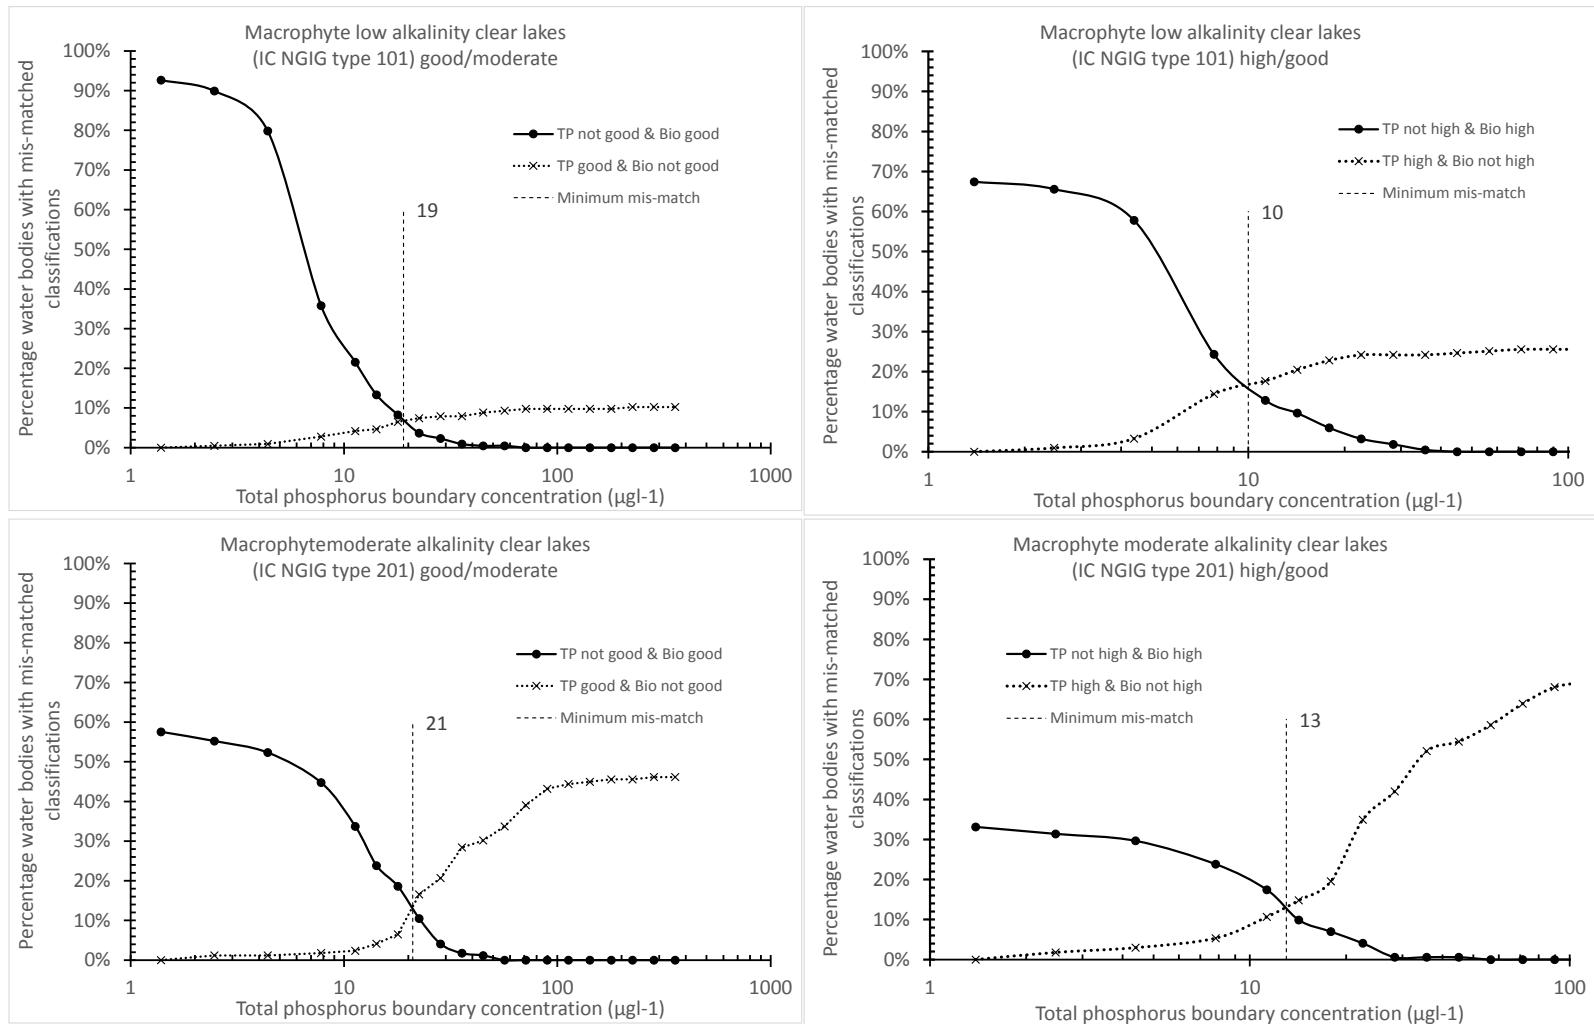 Macrophyte low alkalinity clear lakes
(IC NGIG type 101) good/moderate
Percentage water bodies with mis-matched
classifications
100%
90%
80%
70%
60%
50%
40%
30%
20%
10%
0%
TP not good & Bio good
TP good & Bio not good
Minimum mis-match
19
1
10
100
1000
Total phosphorus boundary concentration (µgl-1)
Macrophyte low alkalinity clear lakes
(IC NGIG type 101) high/good
Percentage water bodies with mis-matched
classifications
100%
90%
80%
70%
60%
50%
40%
30%
20%
10%
0%
TP not high & Bio high
TP high & Bio not high
Minimum mis-match
10
1
10
100
Total phosphorus boundary concentration (µgl-1)
Macrophytemoderate alkalinity clear lakes
(IC NGIG type 201) good/moderate
Percentage water bodies with mis-matched
classifications
100%
90%
80%
70%
60%
50%
40%
30%
20%
10%
0%
TP not good & Bio good
TP good & Bio not good
Minimum mis-match
21
1
10
100
1000
Total phosphorus boundary concentration (µgl-1)
Macrophyte moderate alkalinity clear lakes
(IC NGIG type 201) high/good
Percentage water bodies with mis-matched
classifications
100%
90%
80%
70%
60%
50%
40%
30%
20%
10%
0%
TP not high & Bio high
TP high & Bio not high
Minimum mis-match
13
1
10
100
Total phosphorus boundary concentration (µgl-1)